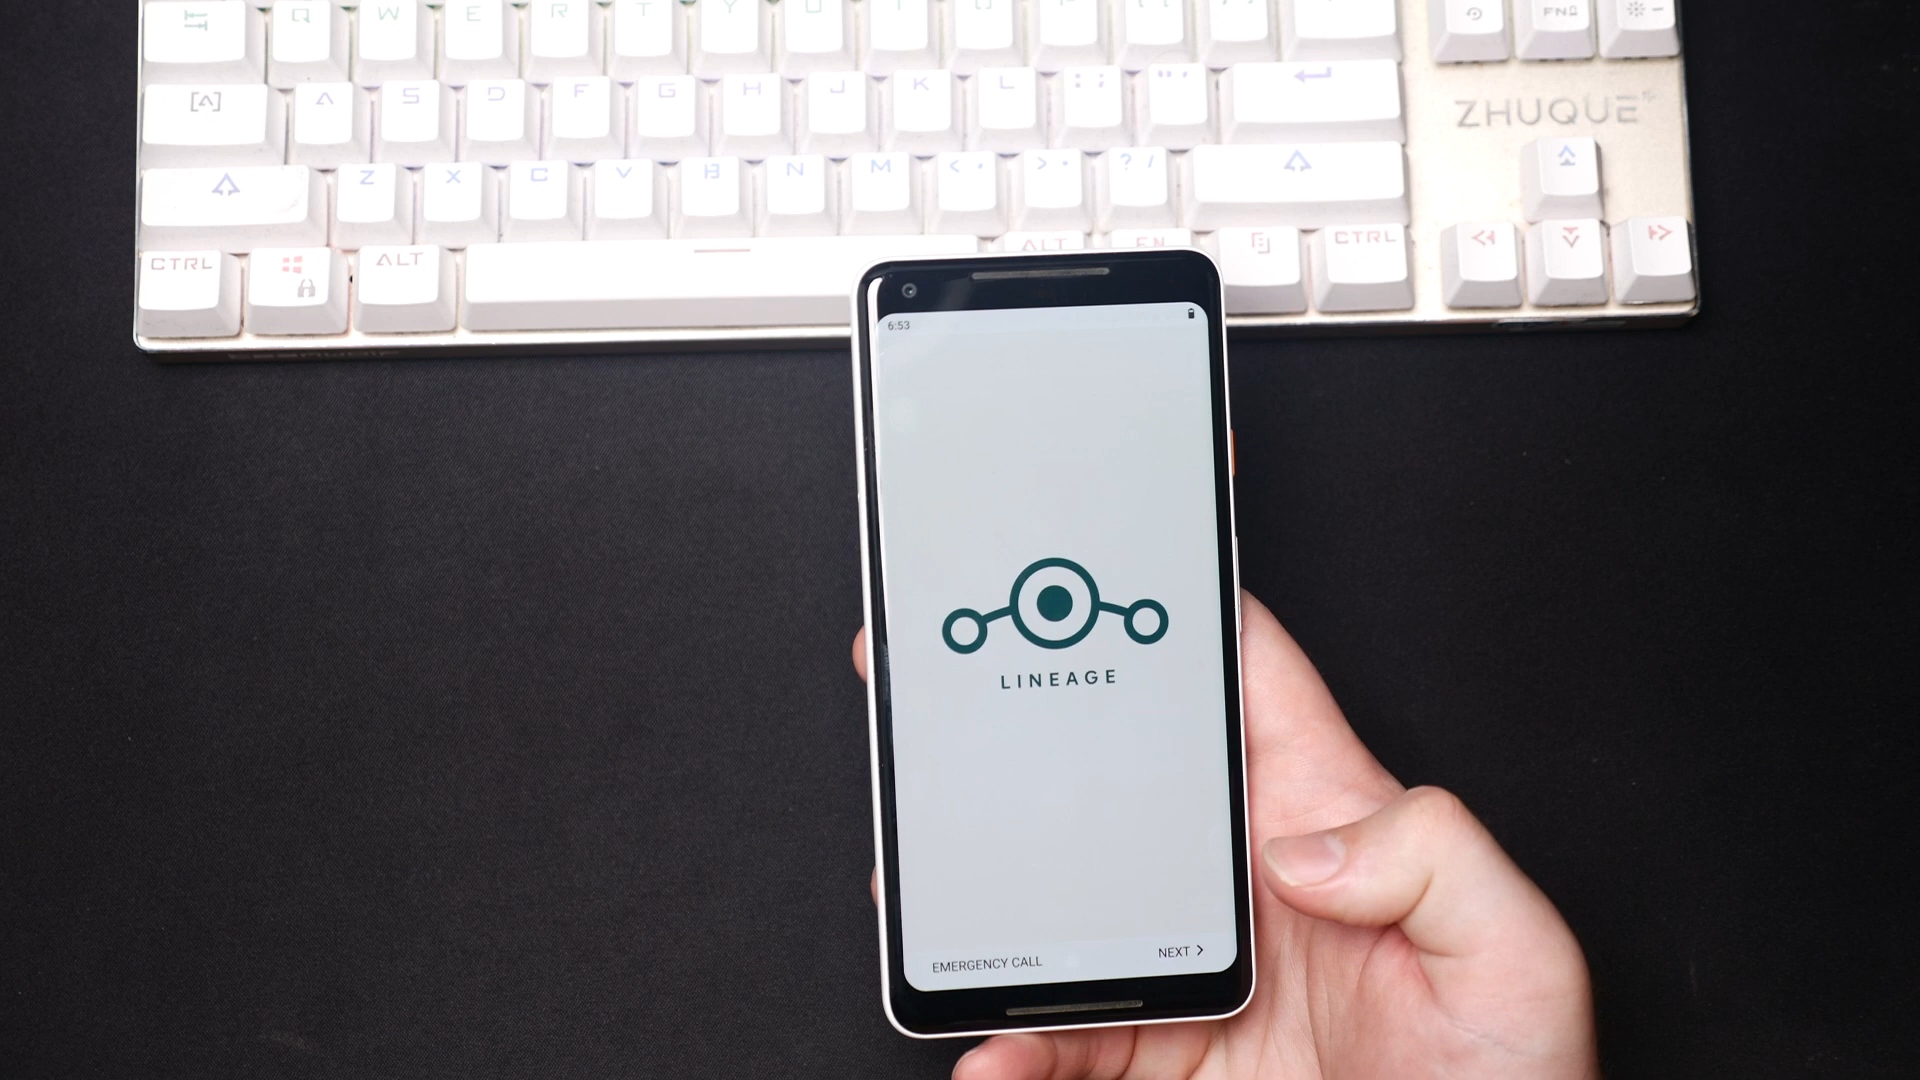 Q W E R T Y
A S D F G H J K L : ; " '
ZHUQUE
Z X C V B N M < , > . ? /
CTRL ALT ALT FN CTRL
6:53
LINEAGE
EMERGENCY CALL
NEXT